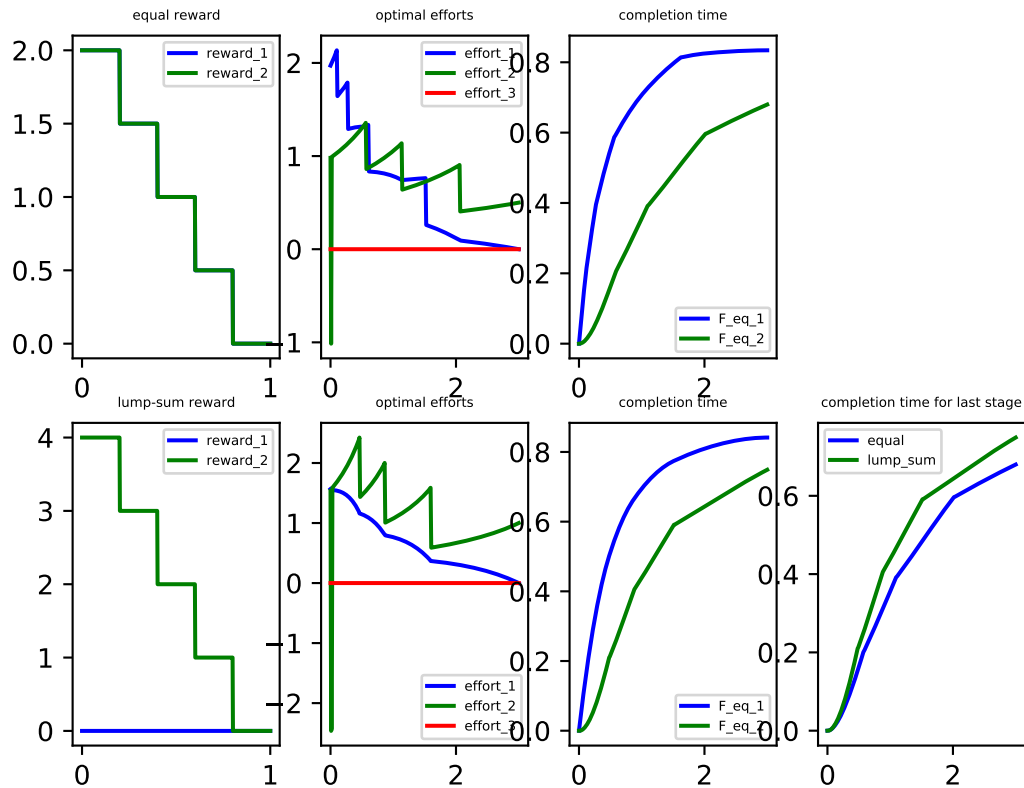 equal reward
optimal efforts
completion time
2.0
1.5
1.0
0.5
0.0
0
1
reward_1
reward_2
2
1
0
−1
0
2
effort_1
effort_2
effort_3
0.8
0.6
0.4
0.2
0.0
0
2
F_eq_1
F_eq_2
lump-sum reward
optimal efforts
completion time
completion time for last stage
4
3
2
1
0
0
1
reward_1
reward_2
2
1
0
−1
−2
0
2
effort_1
effort_2
effort_3
0.8
0.6
0.4
0.2
0.0
0
2
F_eq_1
F_eq_2
0.6
0.4
0.2
0.0
0
2
equal
lump_sum